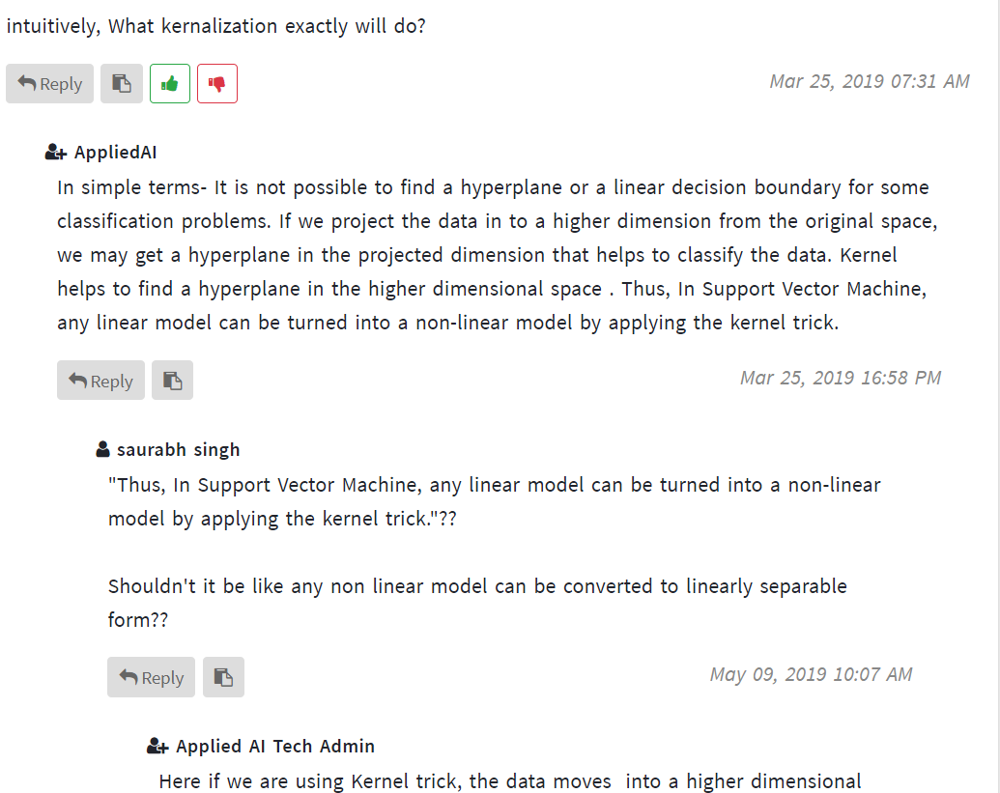 intuitively, What kernalization exactly will do?
Reply
Mar 25, 2019 07:31 AM
AppliedAI
In simple terms- It is not possible to find a hyperplane or a linear decision boundary for some
classification problems. If we project the data in to a higher dimension from the original space,
we may get a hyperplane in the projected dimension that helps to classify the data. Kernel
helps to find a hyperplane in the higher dimensional space . Thus, In Support Vector Machine,
any linear model can be turned into a non-linear model by applying the kernel trick.
Reply
Mar 25, 2019 16:58 PM
saurabh singh
"Thus, In Support Vector Machine, any linear model can be turned into a non-linear
model by applying the kernel trick."??
Shouldn't it be like any non linear model can be converted to linearly separable
form??
Reply
May 09, 2019 10:07 AM
Applied AI Tech Admin
Here if we are using Kernel trick, the data moves  into a higher dimensional